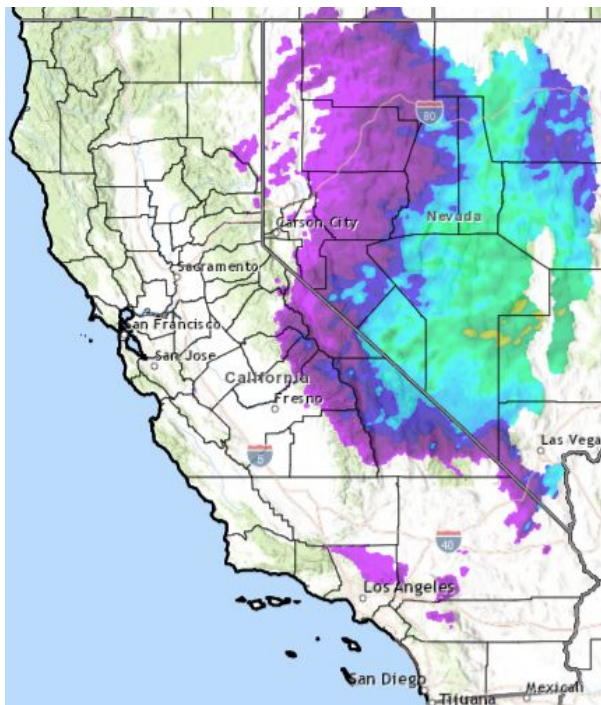 80
Carson City
Nevada
Sacramento
San Francisco
San Jose
California
Fresno
5
Las Vega
40
Los Angeles
San Diego
Tijuana
Mexicali